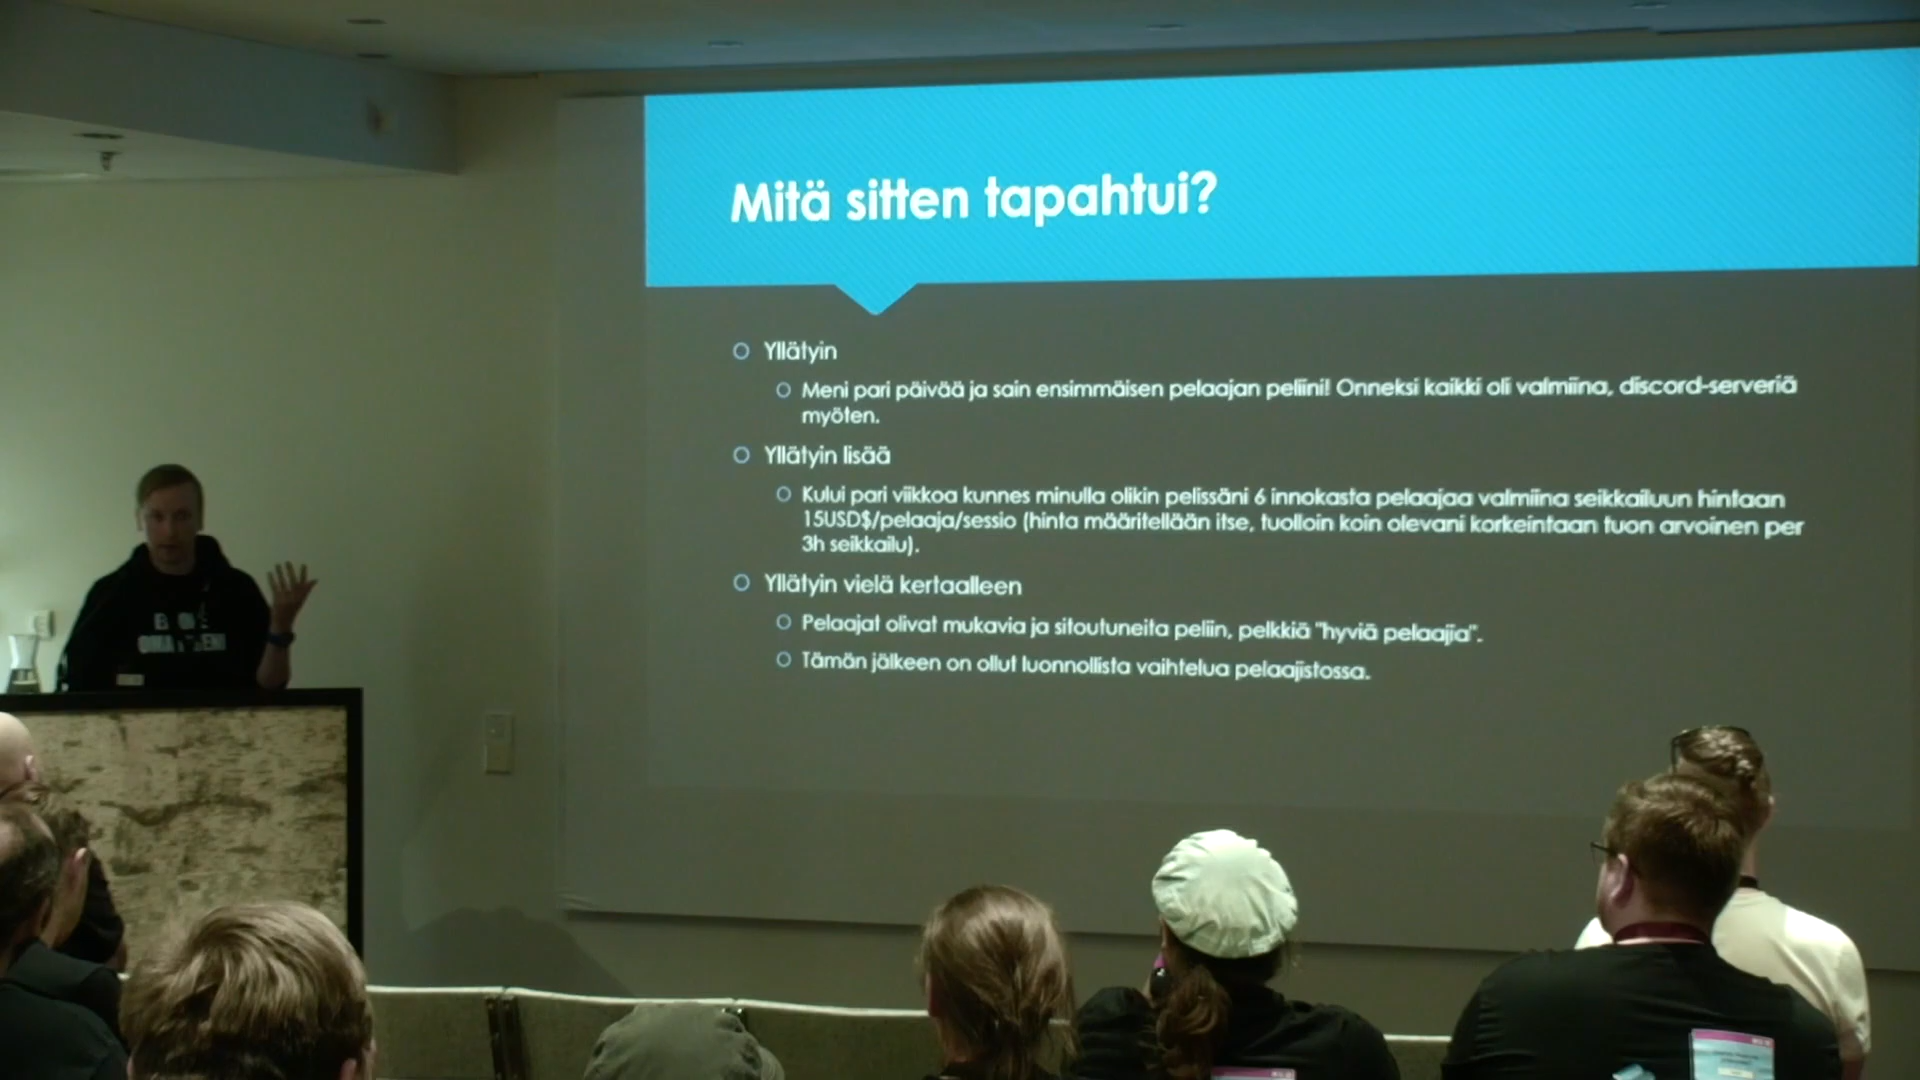 Mitä sitten tapahtui?
Yllätyin
Meni pari päivää ja sain ensimmäisen pelaajan peliini! Onneksi kaikki oli valmiina, discord-serveriä
myöten.
Yllätyin lisää
Kului pari viikkoa kunnes minulla olikin pelissäni 6 innokasta pelaajaa valmiina seikkailuun hintaan
15USD$/pelaaja/sessio (hinta määritellään itse, tuolloin koin olevani korkeintaan tuon arvoinen per
3h seikkailu).
Yllätyin vielä kertaalleen
Pelaajat olivat mukavia ja sitoutuneita peliin, pelkkiä "hyviä pelaajia".
Tämän jälkeen on ollut luonnollista vaihtelua pelaajistossa.